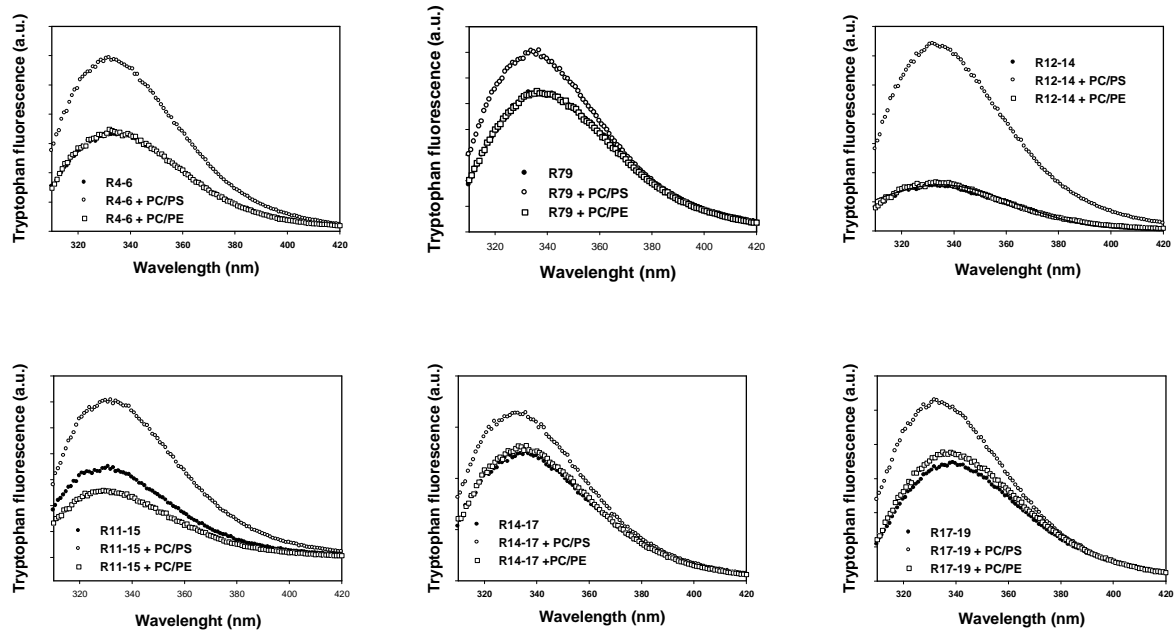 Tryptophan fluorescence (a.u.)
R4-6
R4-6 + PC/PS
R4-6 + PC/PE
320 340 360 380 400 420
Wavelength (nm)
Tryptophan fluorescence (a.u.)
R79
R79 + PC/PS
R79 + PC/PE
320 340 360 380 400 420
Wavelenght (nm)
Tryptophan fluorescence (a.u.)
R12-14
R12-14 + PC/PS
R12-14 + PC/PE
320 340 360 380 400 420
Wavelength (nm)
Tryptophan fluorescence (a.u.)
R11-15
R11-15 + PC/PS
R11-15 + PC/PE
320 340 360 380 400 420
Wavelenght (nm)
Tryptophan fluorescence (a.u.)
R14-17
R14-17 + PC/PS
R14-17 +PC/PE
320 340 360 380 400 420
Wavelength (nm)
Tryptophan fluorescence (a.u.)
R17-19
R17-19 + PC/PS
R17-19 + PC/PE
320 340 360 380 400 420
Wavelength (nm)